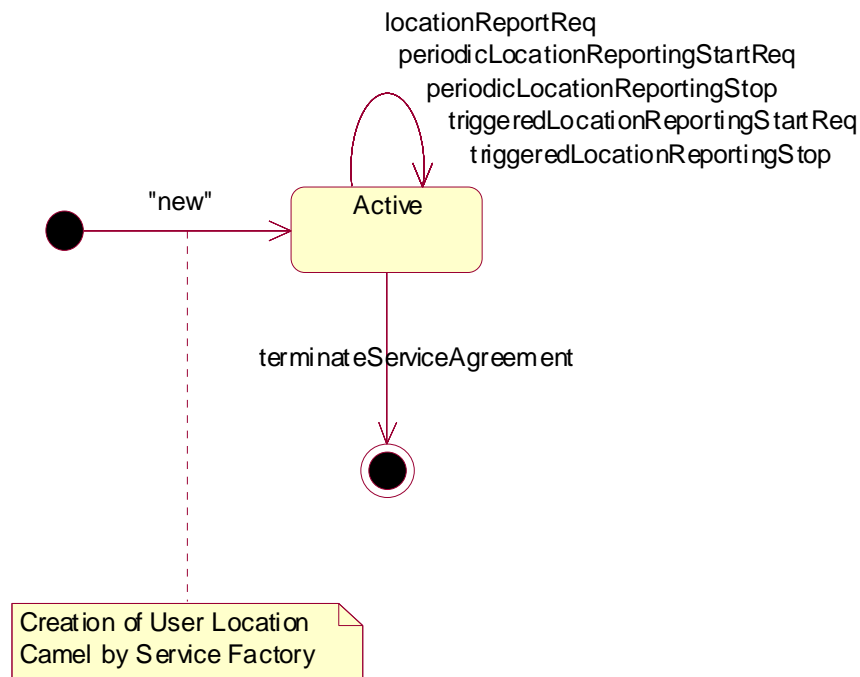 locationReportReq
periodicLocationReportingStartReq
periodicLocationReportingStop
triggeredLocationReportingStartReq
triggeredLocationReportingStop
"new"
Active
terminateServiceAgreement
Creation of User Location
Camel by Service Factory